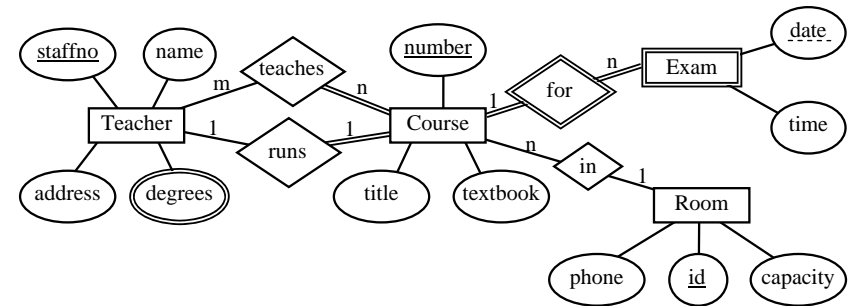 staffno
name
teaches
number
for
Exam
date
time
m
n
1
n
Teacher
1
runs
1
Course
n
in
1
Room
address
degrees
title
textbook
phone
id
capacity